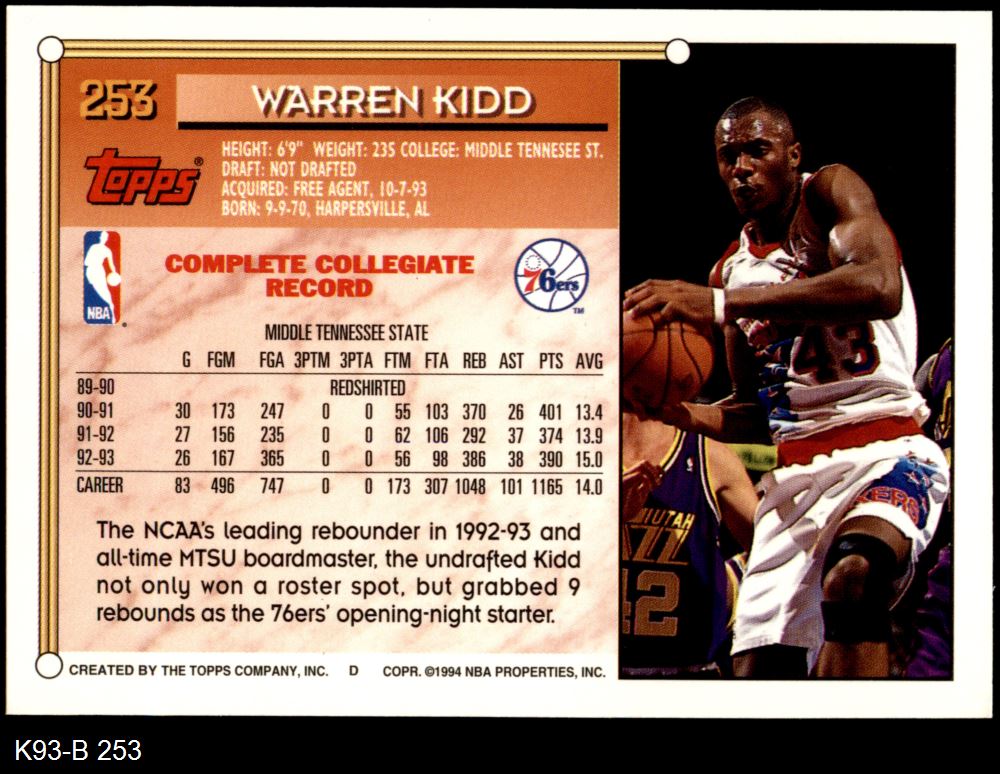 253
WARREN KIDD
Topps®
HEIGHT: 6'9" WEIGHT: 235 COLLEGE: MIDDLE TENNESEE ST.
DRAFT: NOT DRAFTED
ACQUIRED: FREE AGENT, 10-7-93
BORN: 9-9-70, HARPERSVILLE, AL
NBA
COMPLETE COLLEGIATE
RECORD
76ers
TM
MIDDLE TENNESSEE STATE
G FGM FGA 3PTM 3PTA FTM FTA REB AST PTS AVG
89-90 REDSHIRTED
90-91 30 173 247 0 0 55 103 370 26 401 13.4
91-92 27 156 235 0 0 62 106 292 37 374 13.9
92-93 26 167 365 0 0 56 98 386 38 390 15.0
CAREER 83 496 747 0 0 173 307 1048 101 1165 14.0
The NCAA's leading rebounder in 1992-93 and
all-time MTSU boardmaster, the undrafted Kidd
not only won a roster spot, but grabbed 9
rebounds as the 76ers' opening-night starter.
43
UTAH
42
CREATED BY THE TOPPS COMPANY, INC. D COPR. ©1994 NBA PROPERTIES, INC.
K93-B 253